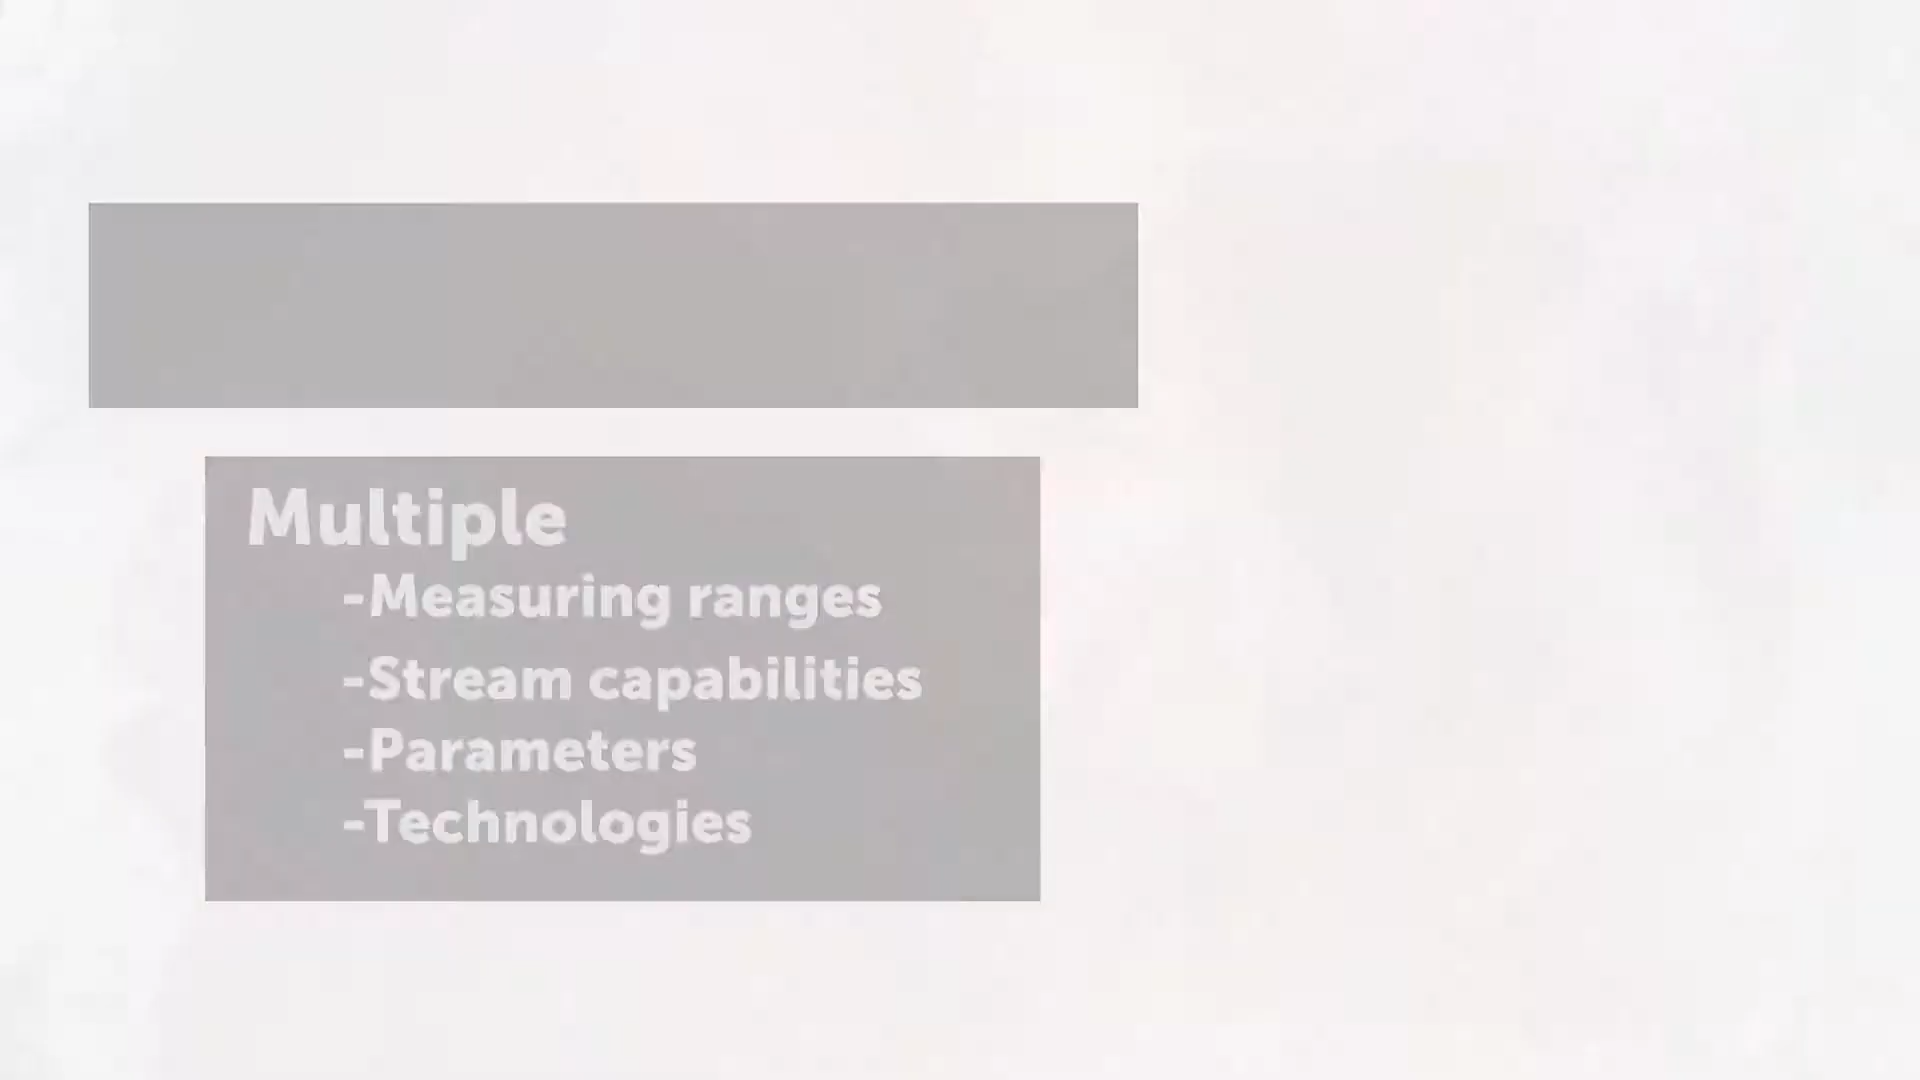 Multiple
-Measuring ranges
-Stream capabilities
-Parameters
-Technologies